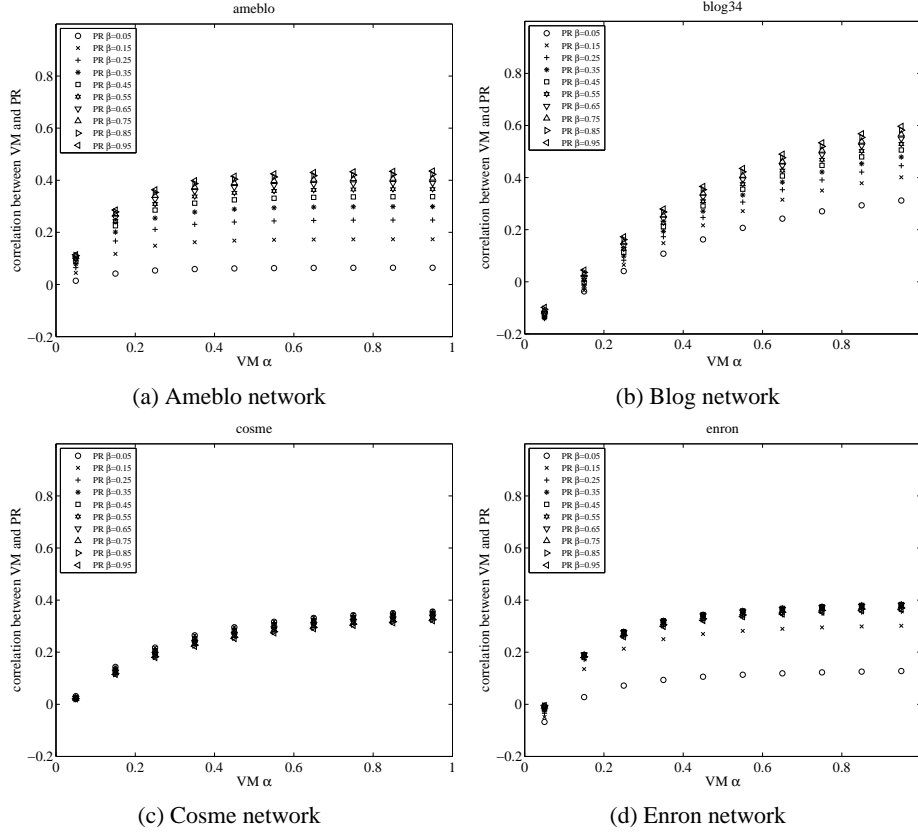 ameblo
correlation between VM and PR
0.8
0.6
0.4
0.2
0
−0.2
PR β=0.05
PR β=0.15
PR β=0.25
PR β=0.35
PR β=0.45
PR β=0.55
PR β=0.65
PR β=0.75
PR β=0.85
PR β=0.95
0 0.2 0.4 0.6 0.8 1
VM α
(a) Ameblo network
blog34
correlation between VM and PR
0.8
0.6
0.4
0.2
0
−0.2
PR β=0.05
PR β=0.15
PR β=0.25
PR β=0.35
PR β=0.45
PR β=0.55
PR β=0.65
PR β=0.75
PR β=0.85
PR β=0.95
0 0.2 0.4 0.6 0.8 1
VM α
(b) Blog network
cosme
correlation between VM and PR
0.8
0.6
0.4
0.2
0
−0.2
PR β=0.05
PR β=0.15
PR β=0.25
PR β=0.35
PR β=0.45
PR β=0.55
PR β=0.65
PR β=0.75
PR β=0.85
PR β=0.95
0 0.2 0.4 0.6 0.8 1
VM α
(c) Cosme network
enron
correlation between VM and PR
0.8
0.6
0.4
0.2
0
−0.2
PR β=0.05
PR β=0.15
PR β=0.25
PR β=0.35
PR β=0.45
PR β=0.55
PR β=0.65
PR β=0.75
PR β=0.85
PR β=0.95
0 0.2 0.4 0.6 0.8 1
VM α
(d) Enron network